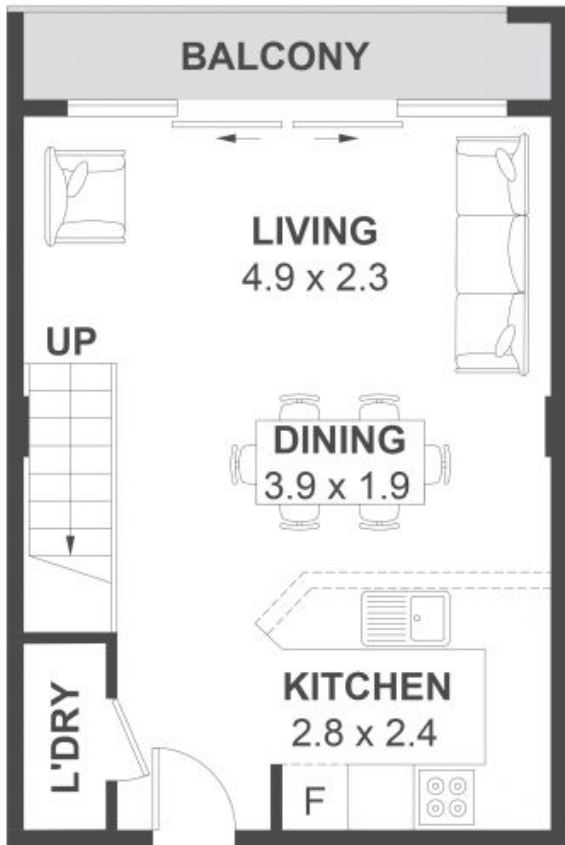 BALCONY
LIVING
4.9 x 2.3
UP
DINING
3.9 x 1.9
KITCHEN
2.8 x 2.4
L'DRY
F